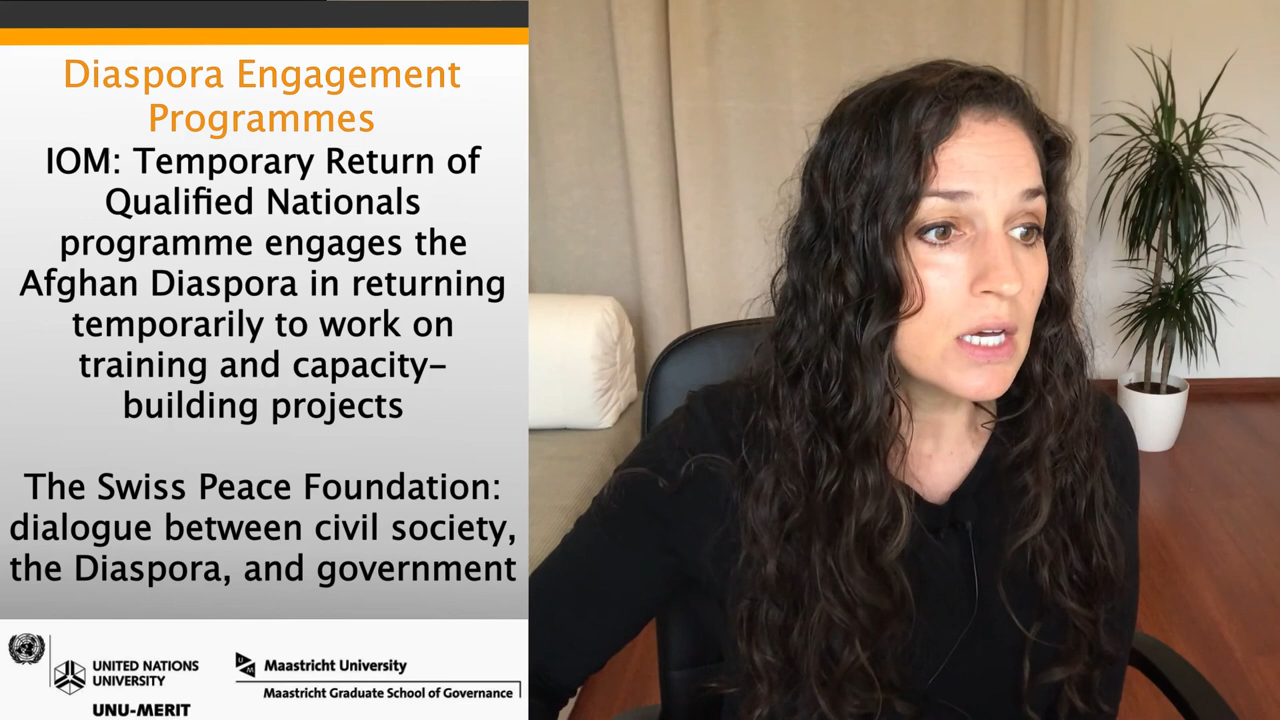 Diaspora Engagement
Programmes
IOM: Temporary Return of
Qualified Nationals
programme engages the
Afghan Diaspora in returning
temporarily to work on
training and capacity-
building projects
The Swiss Peace Foundation:
dialogue between civil society,
the Diaspora, and government
UNITED NATIONS
UNIVERSITY
UNU-MERIT
Maastricht University
Maastricht Graduate School of Governance